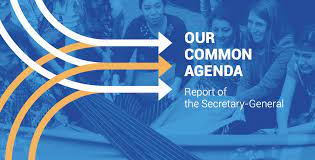 OUR
COMMON
AGENDA
Report of
the Secretary-General